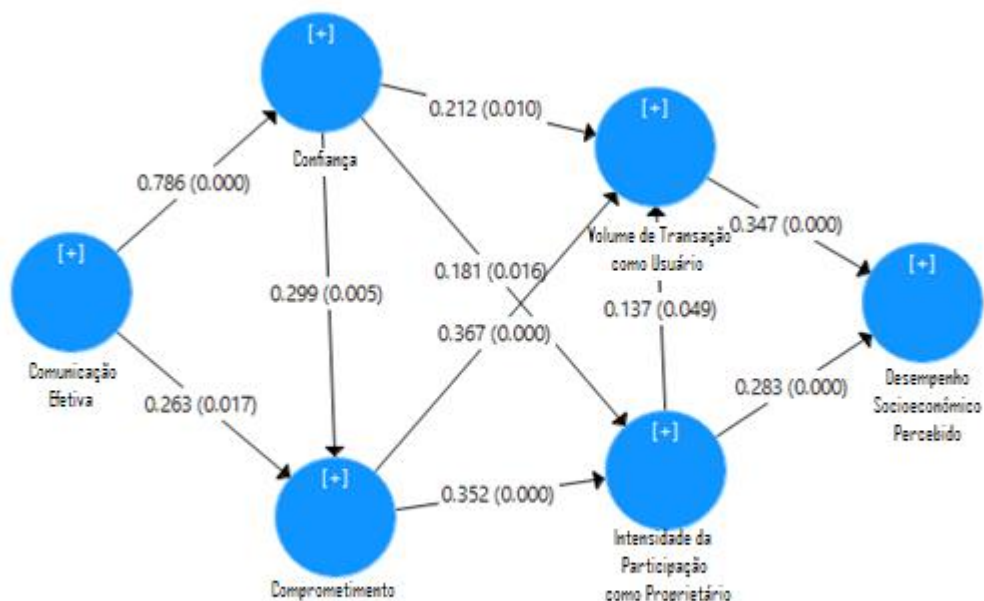 [+]
Confiança
0.212 (0.010)
[+]
Volume de Transação
como Usuário
0.786 (0.000)
0.347 (0.000)
[+]
Comunicação
Efetiva
0.299 (0.005)
0.181 (0.016)
0.367 (0.000)
0.137 (0.049)
[+]
Desempenho
Socioeconômico
Percebido
0.263 (0.017)
0.283 (0.000)
[+]
Comprometimento
0.352 (0.000)
[+]
Intensidade da
Participação
como Proprietário